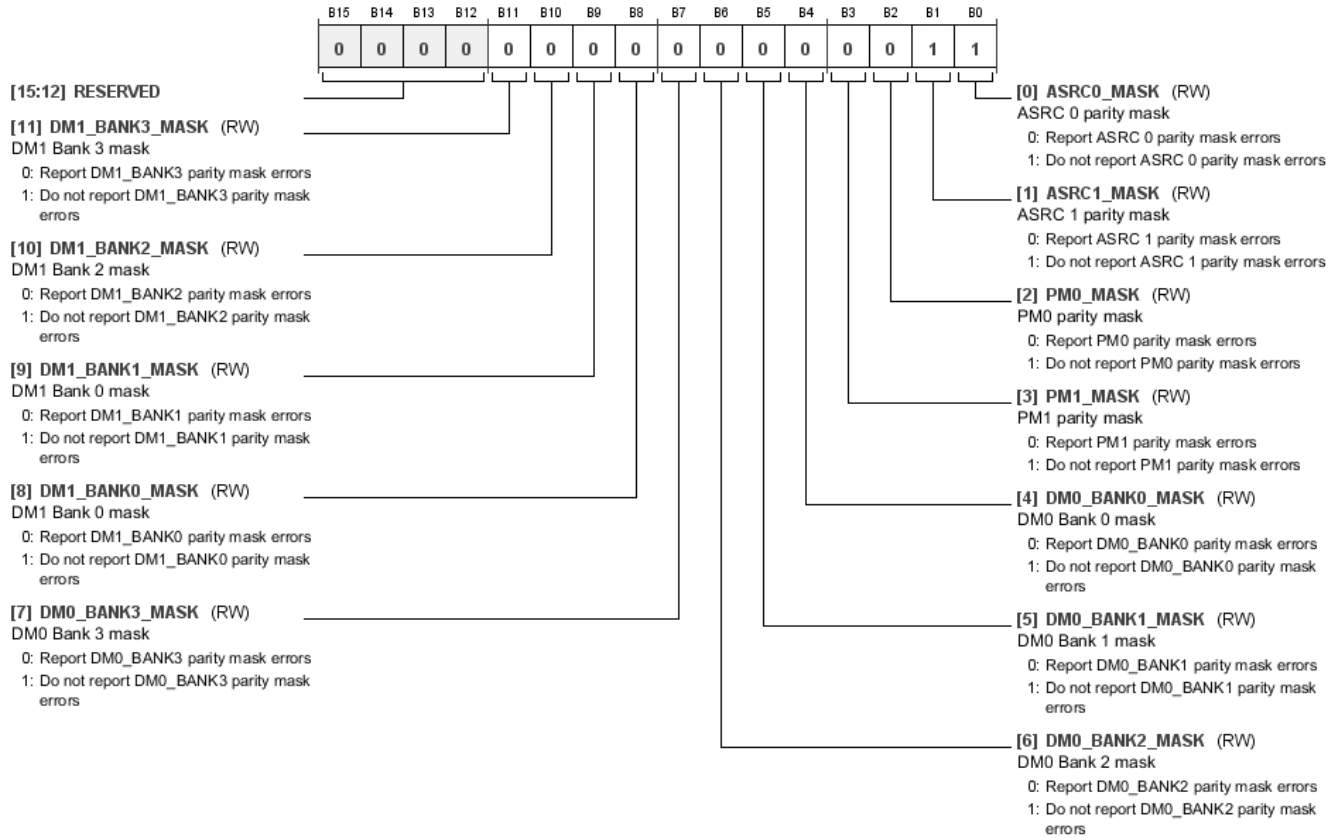 B15 B14 B13 B12 B11 B10 B9 B8 B7 B6 B5 B4 B3 B2 B1 B0
0 0 0 0 0 0 0 0 0 0 0 0 0 0 1 1
[15:12] RESERVED
[11] DM1_BANK3_MASK (RW)
DM1 Bank 3 mask
0: Report DM1_BANK3 parity mask errors
1: Do not report DM1_BANK3 parity mask
errors
[10] DM1_BANK2_MASK (RW)
DM1 Bank 2 mask
0: Report DM1_BANK2 parity mask errors
1: Do not report DM1_BANK2 parity mask
errors
[9] DM1_BANK1_MASK (RW)
DM1 Bank 0 mask
0: Report DM1_BANK1 parity mask errors
1: Do not report DM1_BANK1 parity mask
errors
[8] DM1_BANK0_MASK (RW)
DM1 Bank 0 mask
0: Report DM1_BANK0 parity mask errors
1: Do not report DM1_BANK0 parity mask
errors
[7] DM0_BANK3_MASK (RW)
DM0 Bank 3 mask
0: Report DM0_BANK3 parity mask errors
1: Do not report DM0_BANK3 parity mask
errors
[0] ASRC0_MASK (RW)
ASRC 0 parity mask
0: Report ASRC 0 parity mask errors
1: Do not report ASRC 0 parity mask errors
[1] ASRC1_MASK (RW)
ASRC 1 parity mask
0: Report ASRC 1 parity mask errors
1: Do not report ASRC 1 parity mask errors
[2] PM0_MASK (RW)
PM0 parity mask
0: Report PM0 parity mask errors
1: Do not report PM0 parity mask errors
[3] PM1_MASK (RW)
PM1 parity mask
0: Report PM1 parity mask errors
1: Do not report PM1 parity mask errors
[4] DM0_BANK0_MASK (RW)
DM0 Bank 0 mask
0: Report DM0_BANK0 parity mask errors
1: Do not report DM0_BANK0 parity mask
errors
[5] DM0_BANK1_MASK (RW)
DM0 Bank 1 mask
0: Report DM0_BANK1 parity mask errors
1: Do not report DM0_BANK1 parity mask
errors
[6] DM0_BANK2_MASK (RW)
DM0 Bank 2 mask
0: Report DM0_BANK2 parity mask errors
1: Do not report DM0_BANK2 parity mask
errors